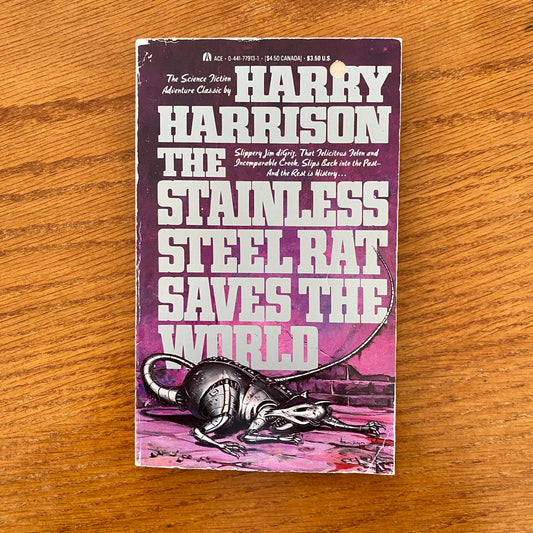 ACE · 0-441-77913-1 · [$4.50 CANADA] · $3.50 U.S.
The Science Fiction
Adventure Classic by
HARRY
HARRISON
Slippery Jim diGriz, That Felicitous Felon and
Incomparable Crook, Slips Back into the Past—
And the Rest is History...
THE
STAINLESS
STEEL RAT
SAVES THE
WORLD